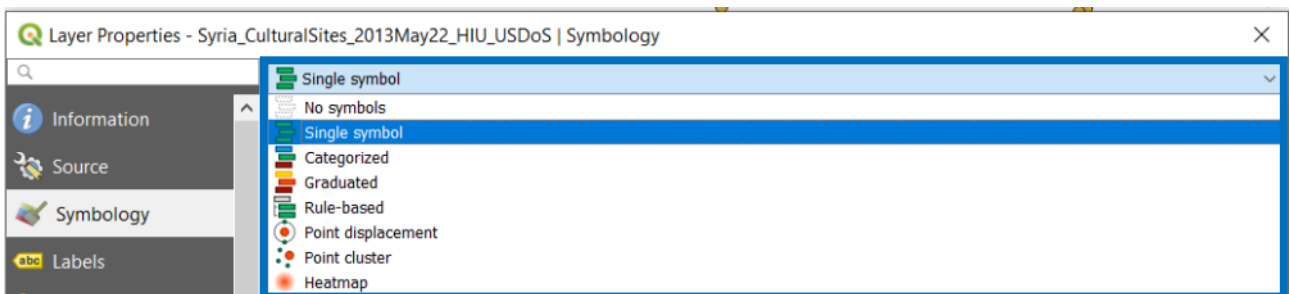 Layer Properties - Syria_CulturalSites_2013May22_HIU_USDoS | Symbology
Single symbol
Information
Source
Symbology
abc Labels
No symbols
Single symbol
Categorized
Graduated
Rule-based
Point displacement
Point cluster
Heatmap